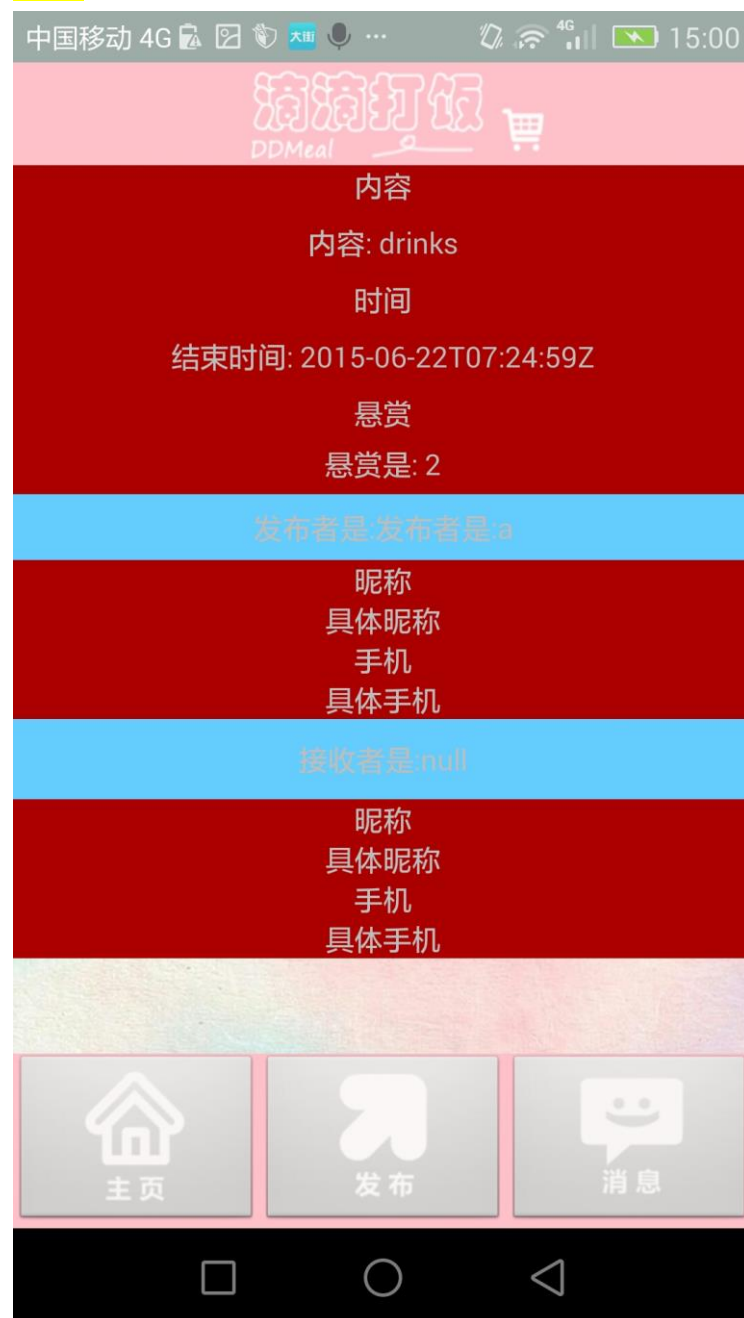 中国移动 4G 大街 ... 4G 15:00
滴滴打饭
DDMeal
内容
内容: drinks
时间
结束时间: 2015-06-22T07:24:59Z
悬赏
悬赏是: 2
发布者是:发布者是:a
昵称
具体昵称
手机
具体手机
接收者是:null
昵称
具体昵称
手机
具体手机
主页 发布 消息